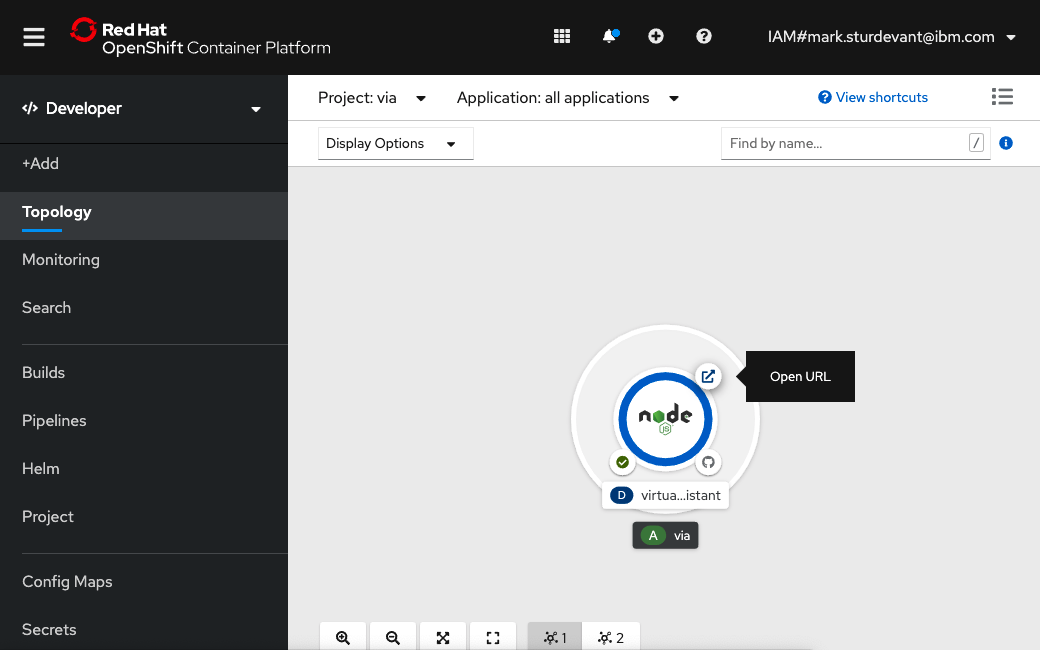 Red Hat
OpenShift Container Platform
IAM#mark.sturdevant@ibm.com
</> Developer
Project: via
Application: all applications
View shortcuts
Display Options
Find by name...
/
+Add
Topology
Monitoring
Search
Builds
Pipelines
Helm
Project
Config Maps
Secrets
Open URL
node
JS
D virtua...istant
A via
1
2